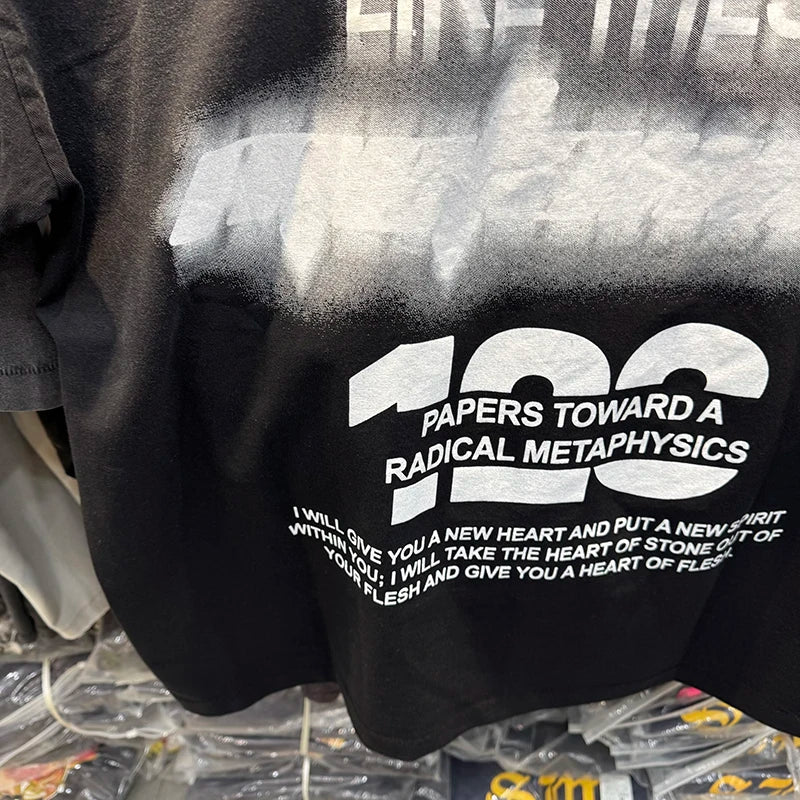 LIKE
PAPERS TOWARD A
RADICAL METAPHYSICS
I WILL GIVE YOU A NEW HEART AND PUT A NEW SPIRIT
WITHIN YOU; I WILL TAKE THE HEART OF STONE OUT OF
YOUR FLESH AND GIVE YOU A HEART OF FLESH.